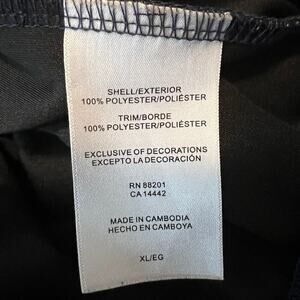 SHELL/EXTERIOR
100% POLYESTER/POLIÉSTER
TRIM/BORDE
100% POLYESTER/POLIÉSTER
EXCLUSIVE OF DECORATIONS
EXCEPTO LA DECORACIÓN
RN 88201
CA 14442
MADE IN CAMBODIA
HECHO EN CAMBOYA
XL/EG